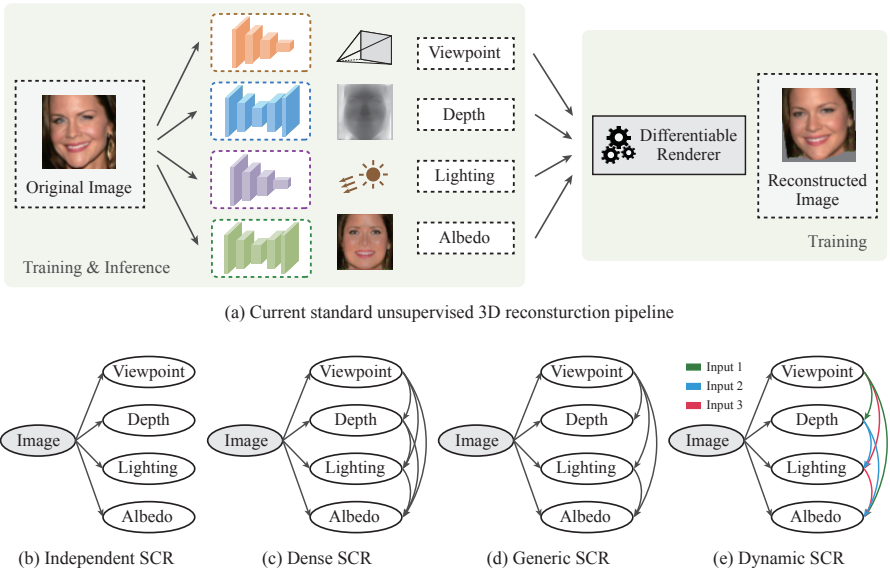 Original Image
Training & Inference
Viewpoint
Depth
Lighting
Albedo
Differentiable
Renderer
Reconstructed
Image
Training
(a) Current standard unsupervised 3D reconsturction pipeline
Image
Viewpoint
Depth
Lighting
Albedo
(b) Independent SCR
Image
Viewpoint
Depth
Lighting
Albedo
(c) Dense SCR
Image
Viewpoint
Depth
Lighting
Albedo
(d) Generic SCR
Input 1
Input 2
Input 3
Image
Viewpoint
Depth
Lighting
Albedo
(e) Dynamic SCR